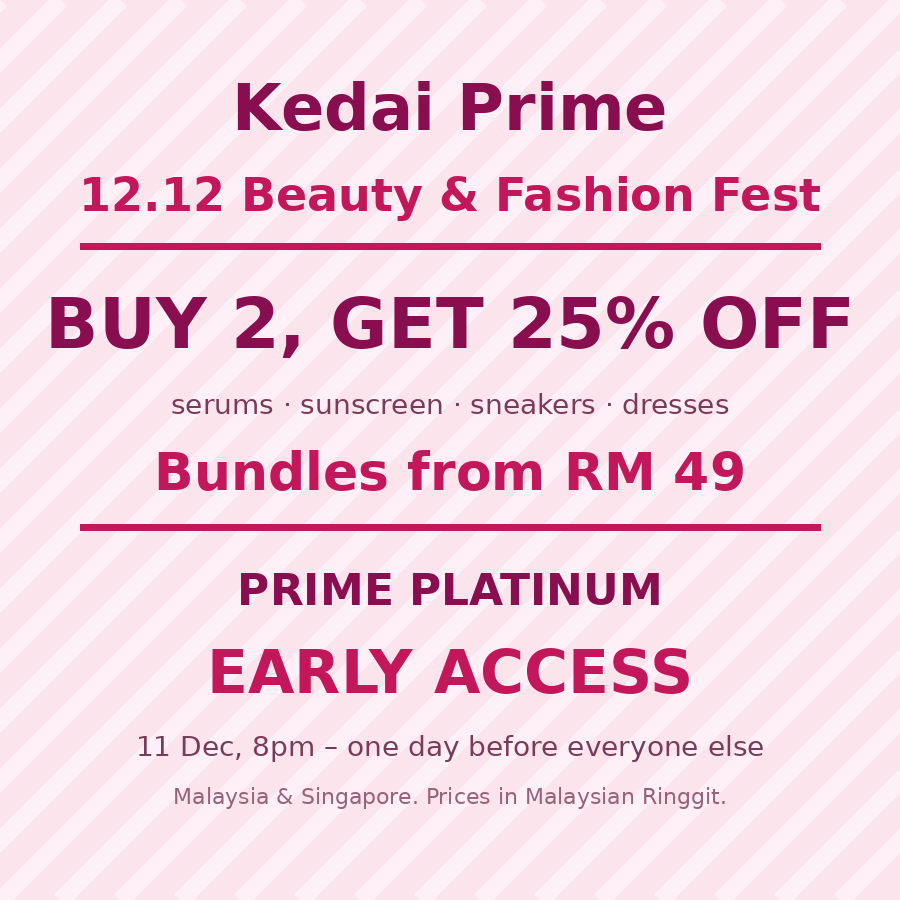 Kedai Prime
12.12 Beauty & Fashion Fest
BUY 2, GET 25% OFF
serums · sunscreen · sneakers · dresses
Bundles from RM 49
PRIME PLATINUM
EARLY ACCESS
11 Dec, 8pm – one day before everyone else
Malaysia & Singapore. Prices in Malaysian Ringgit.